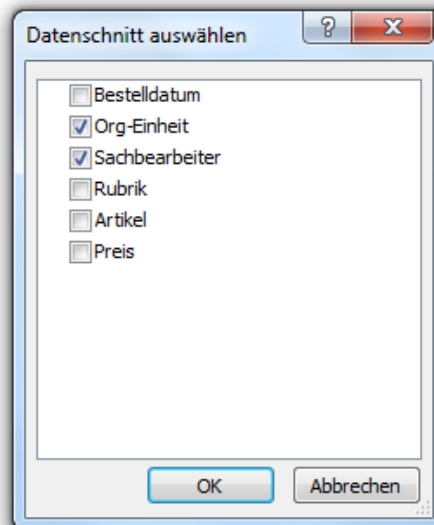 Datenschnitt auswählen
Bestelldatum
Org-Einheit
Sachbearbeiter
Rubrik
Artikel
Preis
OK Abbrechen